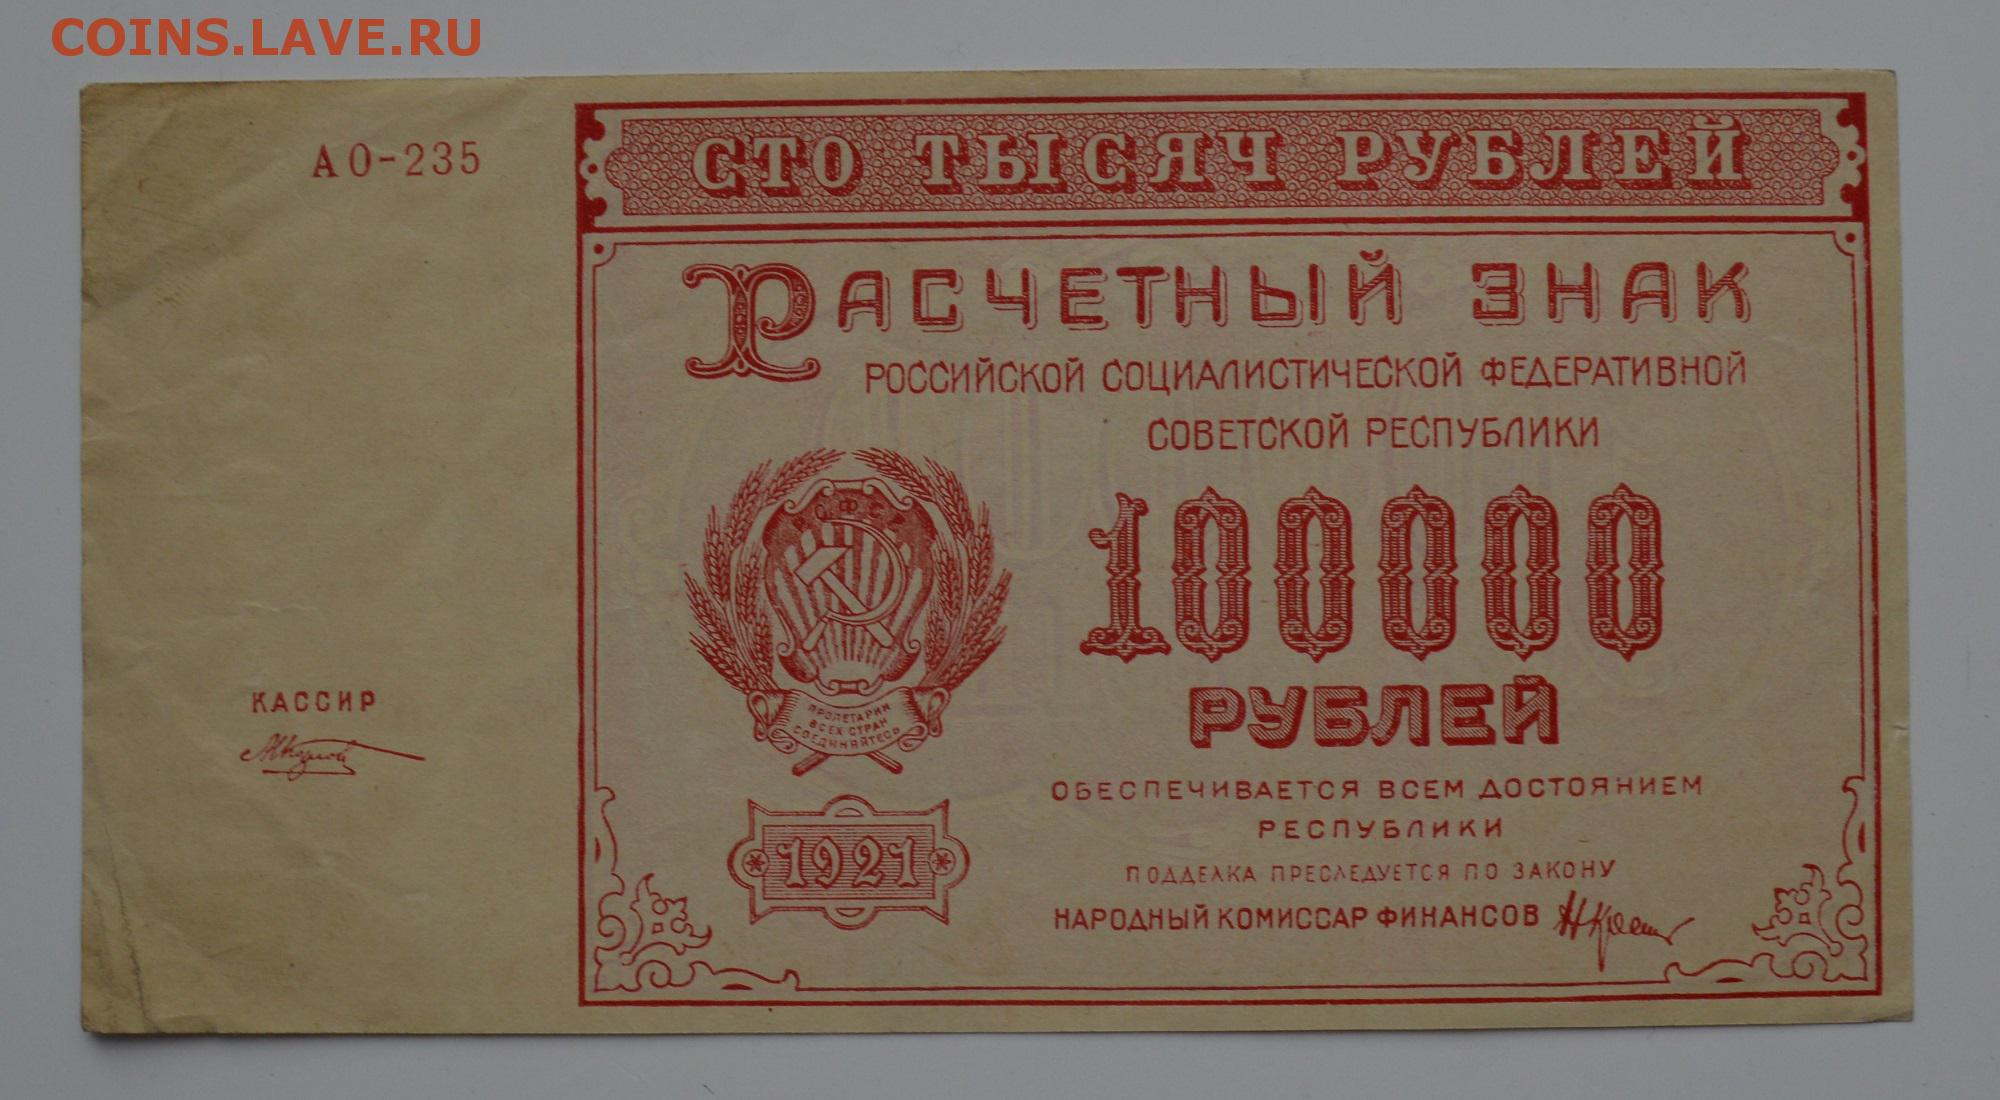 COINS.LAVE.RU
АО-235
СТО ТЫСЯЧ РУБЛЕЙ
РАСЧЕТНЫЙ ЗНАК
РОССИЙСКОЙ СОЦИАЛИСТИЧЕСКОЙ ФЕДЕРАТИВНОЙ
СОВЕТСКОЙ РЕСПУБЛИКИ
РСФСР
100000
РУБЛЕЙ
ПРОЛЕТАРИИ
ВСЕХ СТРАН
СОЕДИНЯЙТЕСЬ
КАССИР
1921
ОБЕСПЕЧИВАЕТСЯ ВСЕМ ДОСТОЯНИЕМ
РЕСПУБЛИКИ
ПОДДЕЛКА ПРЕСЛЕДУЕТСЯ ПО ЗАКОНУ
НАРОДНЫЙ КОМИССАР ФИНАНСОВ